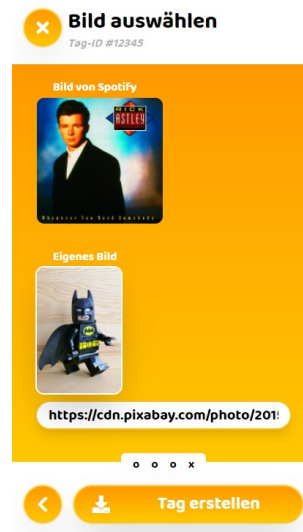 Bild auswählen
Tag-ID #12345
Bild von Spotify
RICK
ASTLEY
Whenever You Need Somebody
Eigenes Bild
https://cdn.pixabay.com/photo/201
o o o x
Tag erstellen